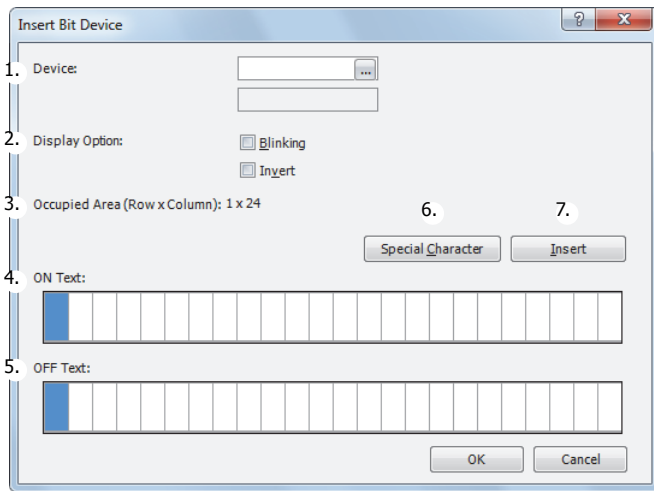 Insert Bit Device
?
X
1. Device:
...
2. Display Option:
Blinking
Invert
3. Occupied Area (Row x Column): 1 x 24
6. 7.
Special Character Insert
4. ON Text:
5. OFF Text:
OK Cancel